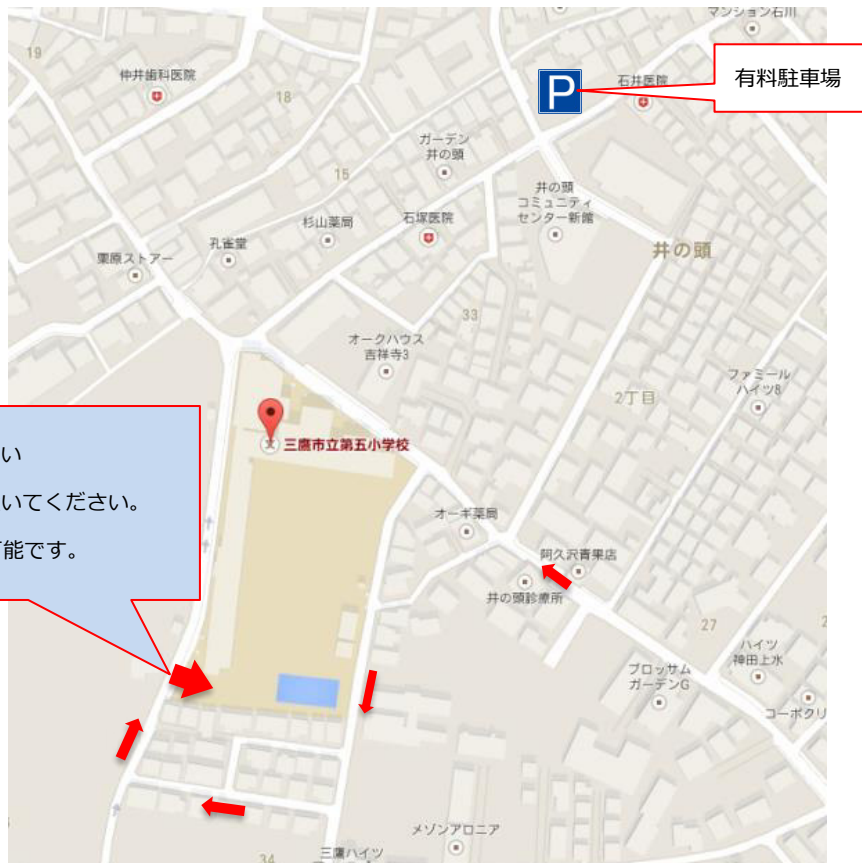 マンション石川
19
仲井歯科医院
P
石井医院
有料駐車場
18
ガーデン
井の頭
15
井の頭
コミュニティ
センター新館
杉山薬局
石塚医院
孔雀堂
栗原ストアー
井の頭
33
オークハウス
吉祥寺3
ファミール
ハイツ8
2丁目
い
文
三鷹市立第五小学校
いてください。
オーギ薬局
能です。
阿久沢青果店
井の頭診療所
27
2
ハイツ
神田上水
ブロッサム
ガーデンG
コーポクリ
メゾンアロニア
三鷹ハイツ
34